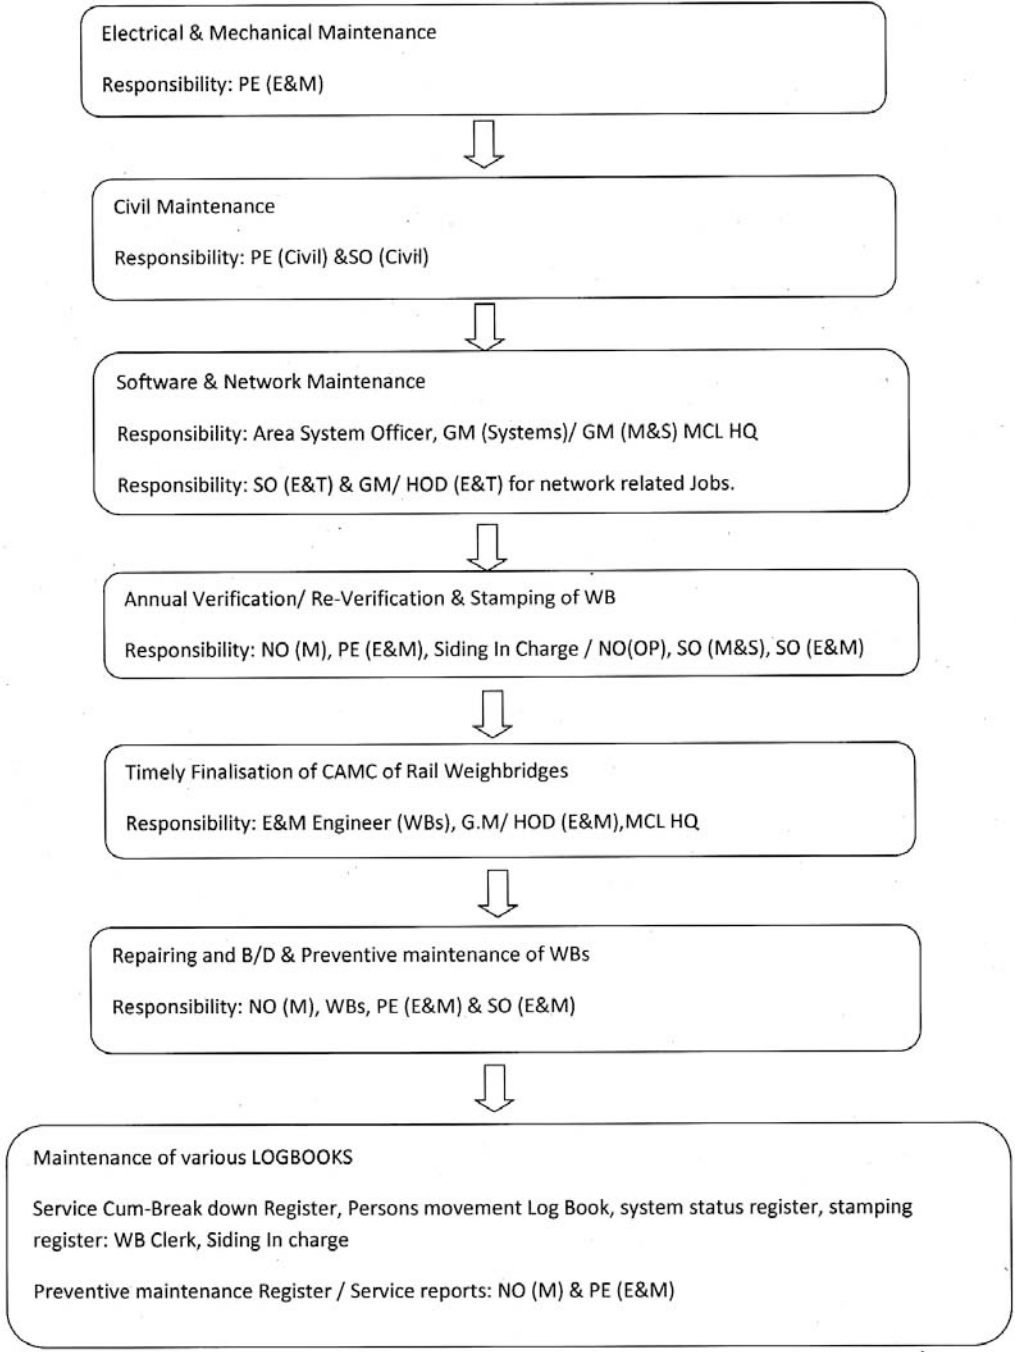 Electrical & Mechanical Maintenance
Responsibility: PE (E&M)
Civil Maintenance
Responsibility: PE (Civil) &SO (Civil)
Software & Network Maintenance
Responsibility: Area System Officer, GM (Systems)/ GM (M&S) MCL HQ
Responsibility: SO (E&T) & GM/ HOD (E&T) for network related Jobs.
Annual Verification/ Re-Verification & Stamping of WB
Responsibility: NO (M), PE (E&M), Siding In Charge / NO(OP), SO (M&S), SO (E&M)
Timely Finalisation of CAMC of Rail Weighbridges
Responsibility: E&M Engineer (WBs), G.M/ HOD (E&M),MCL HQ
Repairing and B/D & Preventive maintenance of WBs
Responsibility: NO (M), WBs, PE (E&M) & SO (E&M)
Maintenance of various LOGBOOKS
Service Cum-Break down Register, Persons movement Log Book, system status register, stamping
register: WB Clerk, Siding In charge
Preventive maintenance Register / Service reports: NO (M) & PE (E&M)